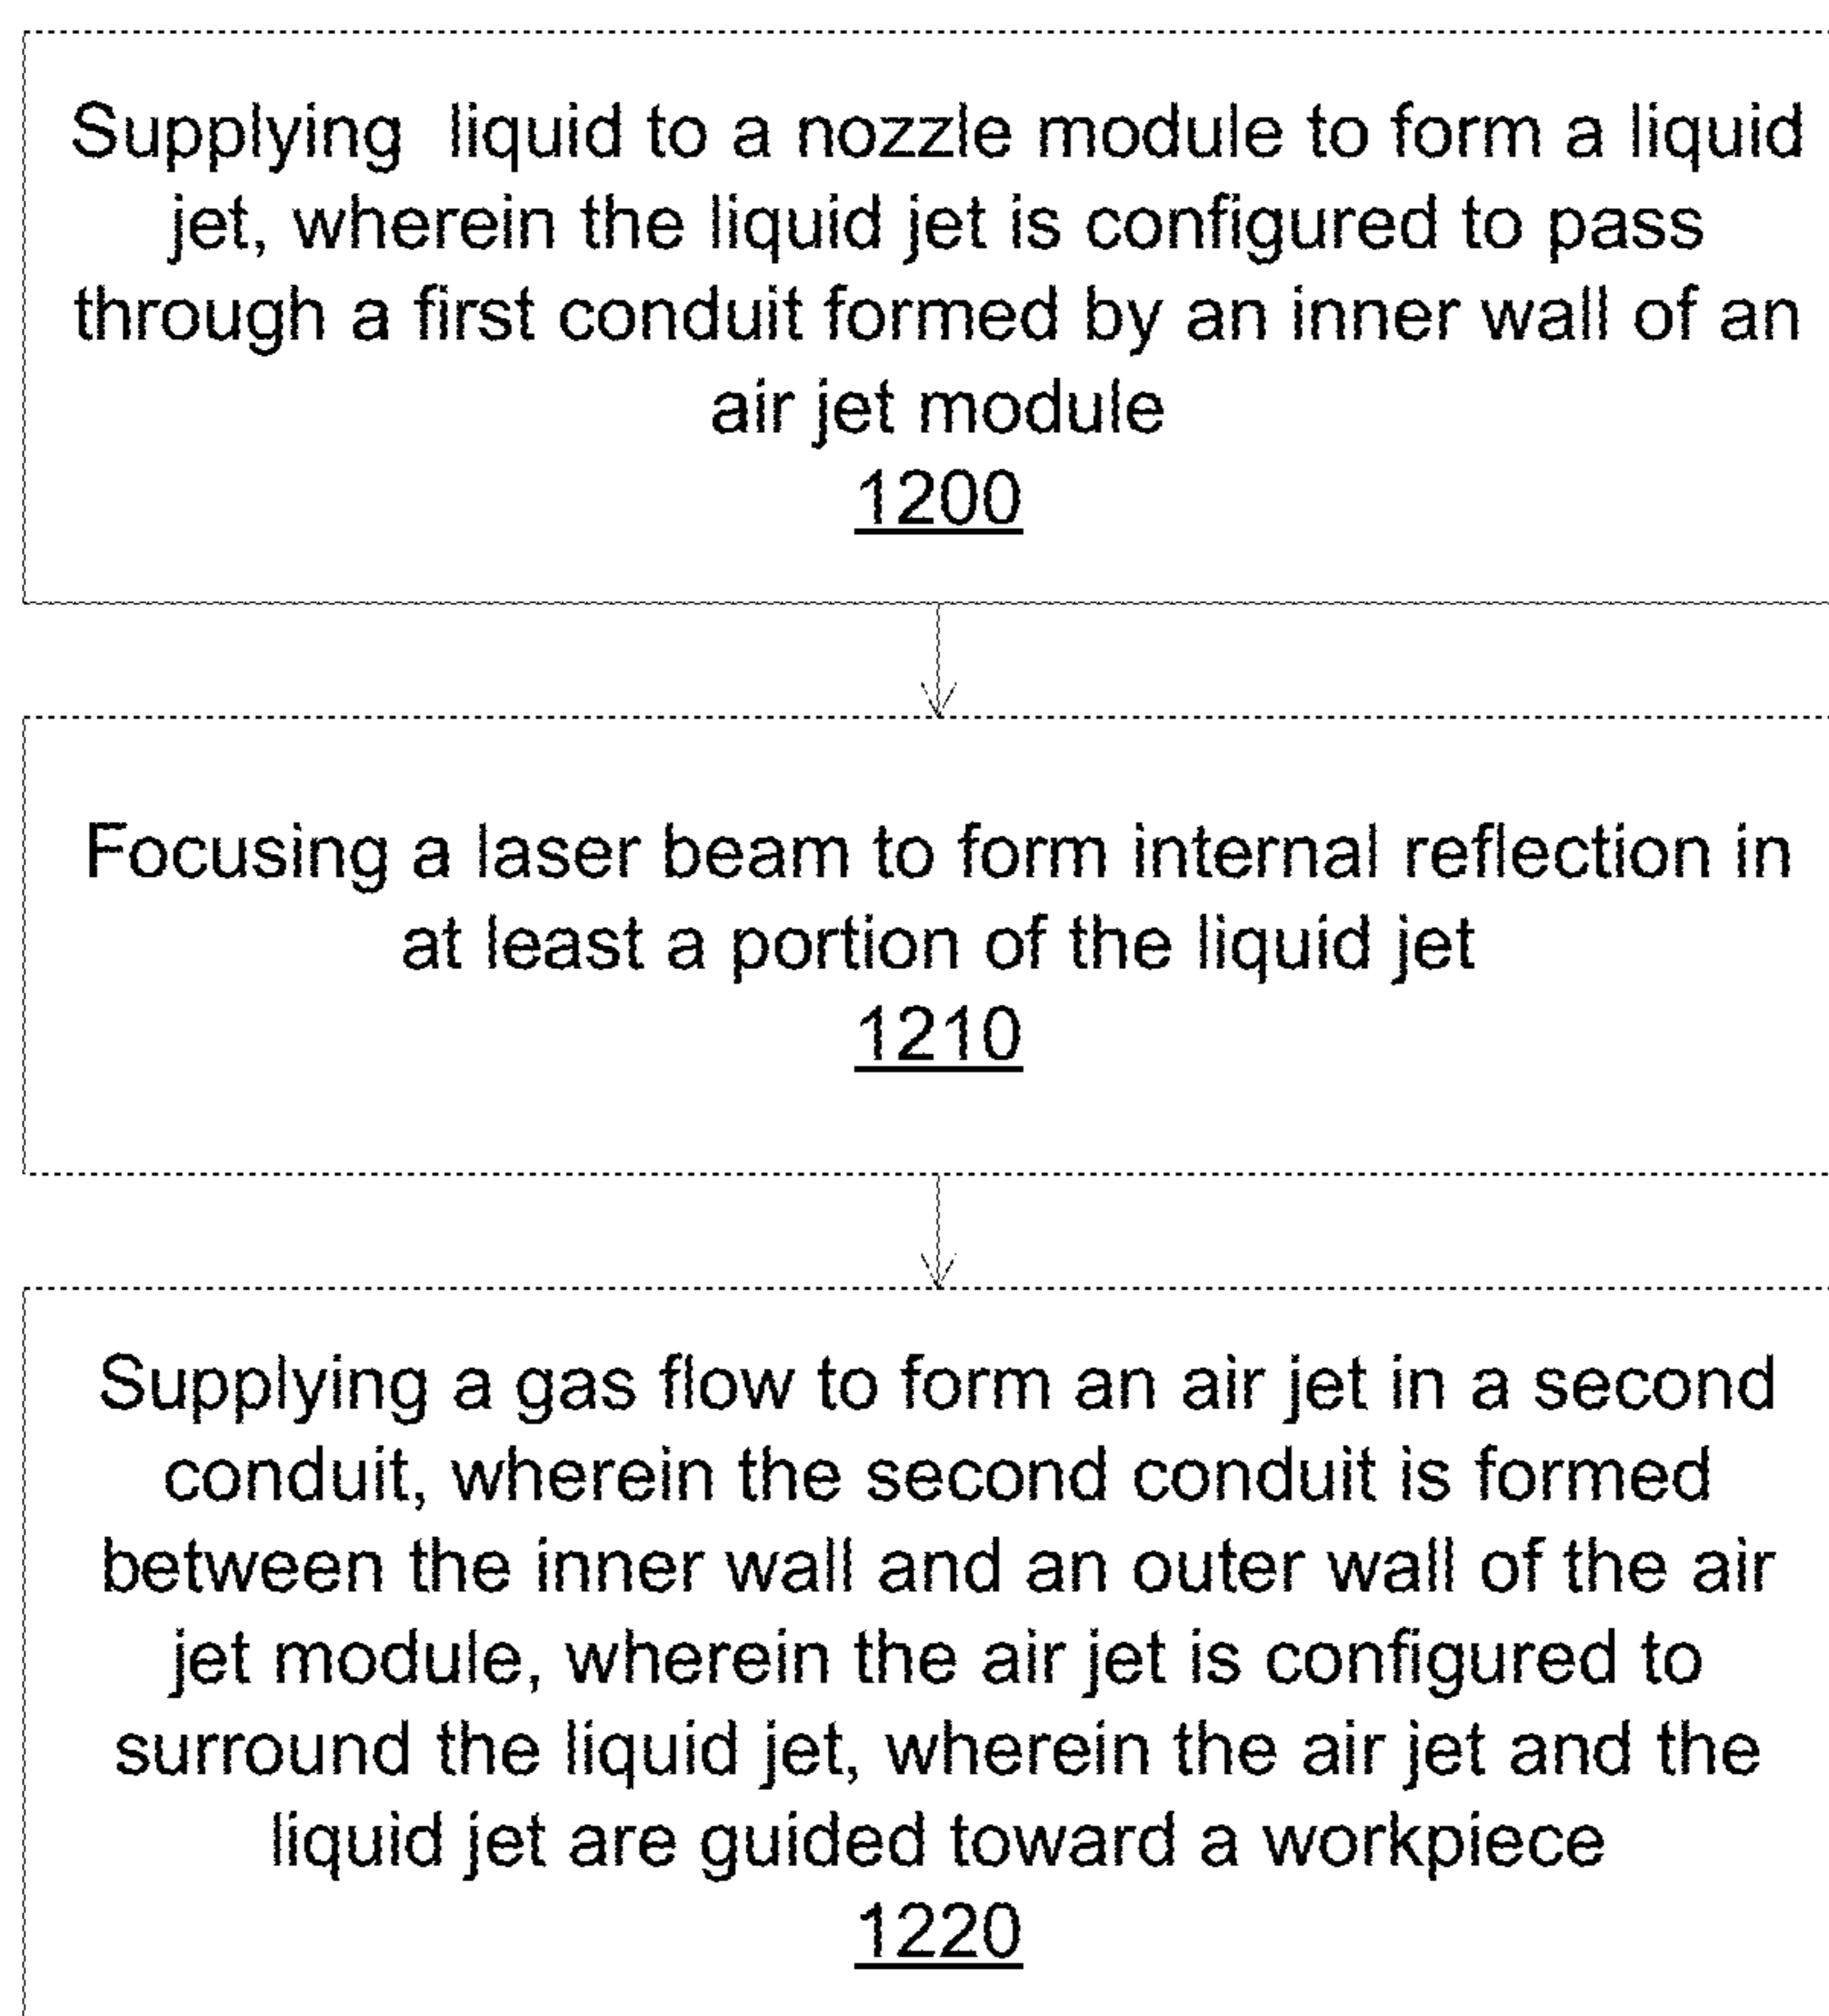 Supplying liquid to a nozzle module to form a liquid
jet, wherein the liquid jet is configured to pass
through a first conduit formed by an inner wall of an
air jet module
1200
Focusing a laser beam to form internal reflection in
at least a portion of the liquid jet
1210
Supplying a gas flow to form an air jet in a second
conduit, wherein the second conduit is formed
between the inner wall and an outer wall of the air
jet module, wherein the air jet is configured to
surround the liquid jet, wherein the air jet and the
liquid jet are guided toward a workpiece
1220